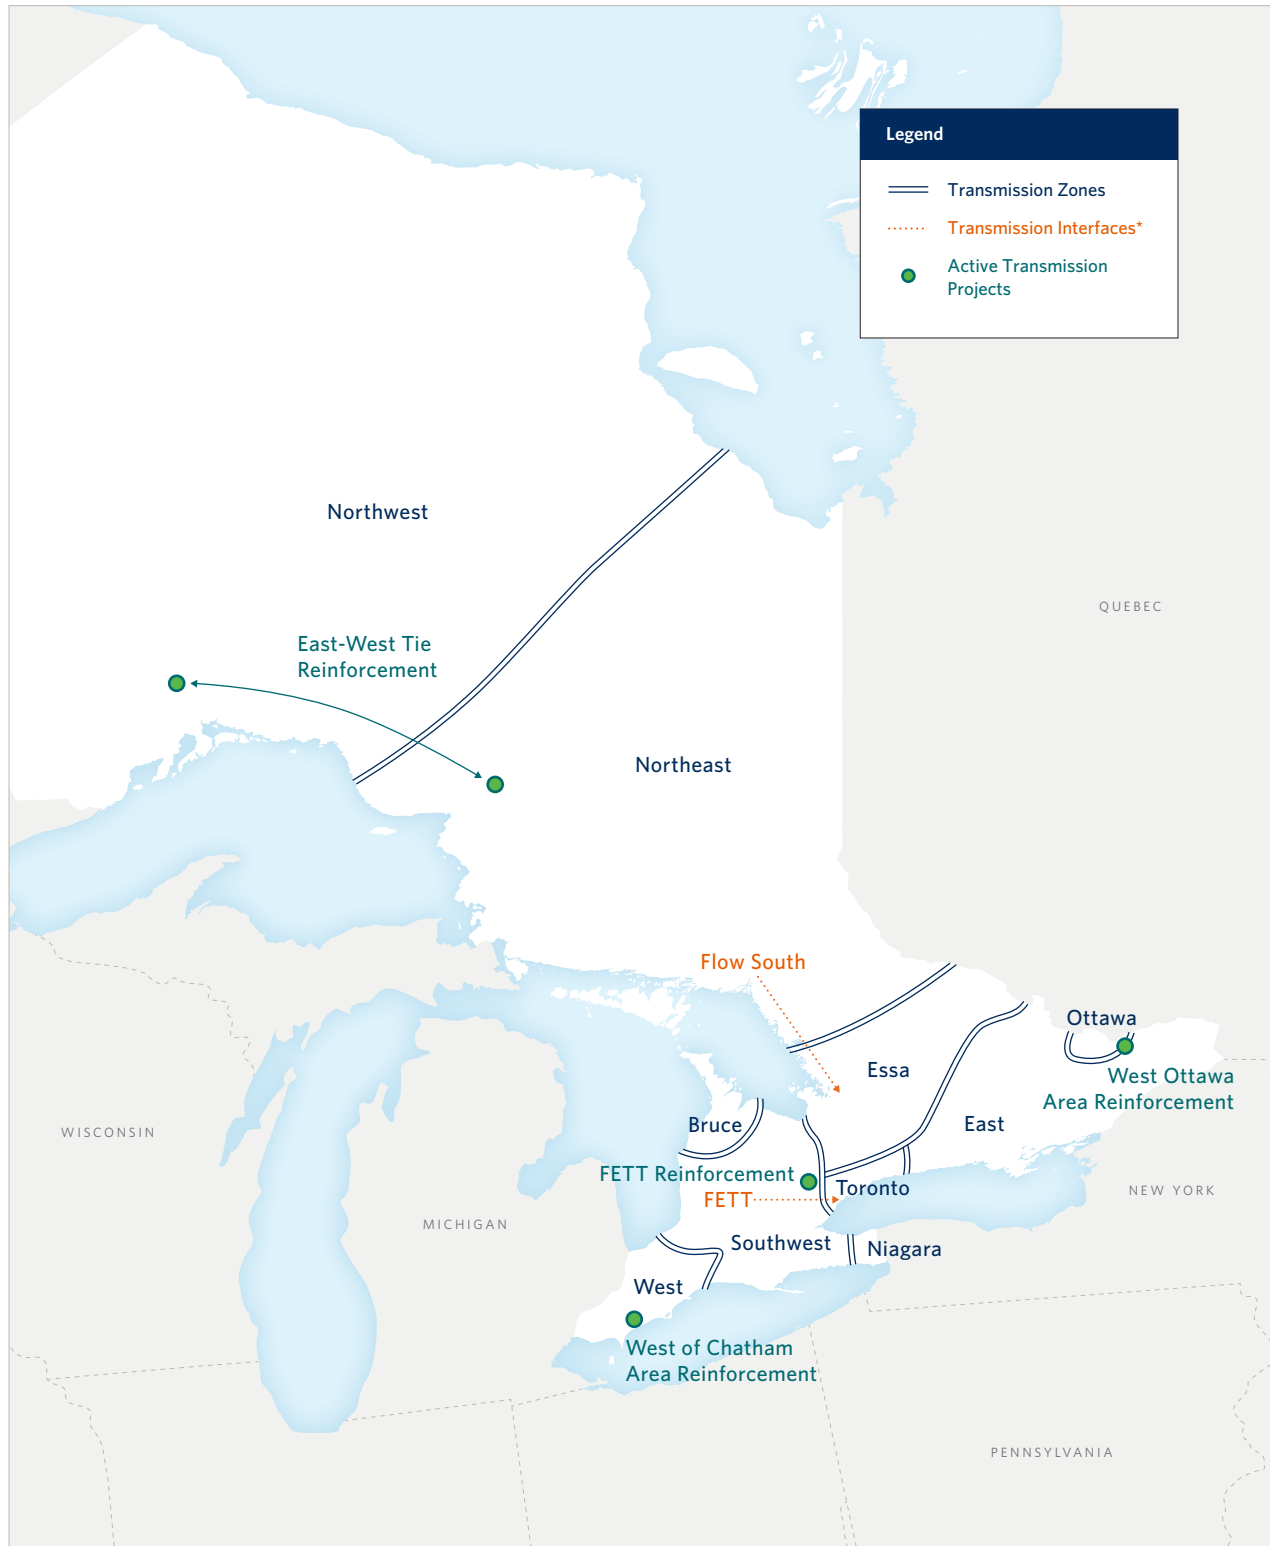 Legend
Transmission Zones
Transmission Interfaces*
Active Transmission
Projects
Northwest
QUEBEC
East-West Tie
Reinforcement
Northeast
Flow South
Ottawa
Essa
West Ottawa
Area Reinforcement
Bruce
East
WISCONSIN
FETT Reinforcement
Toronto
NEW YORK
FETT
MICHIGAN
Southwest
Niagara
West
West of Chatham
Area Reinforcement
PENNSYLVANIA